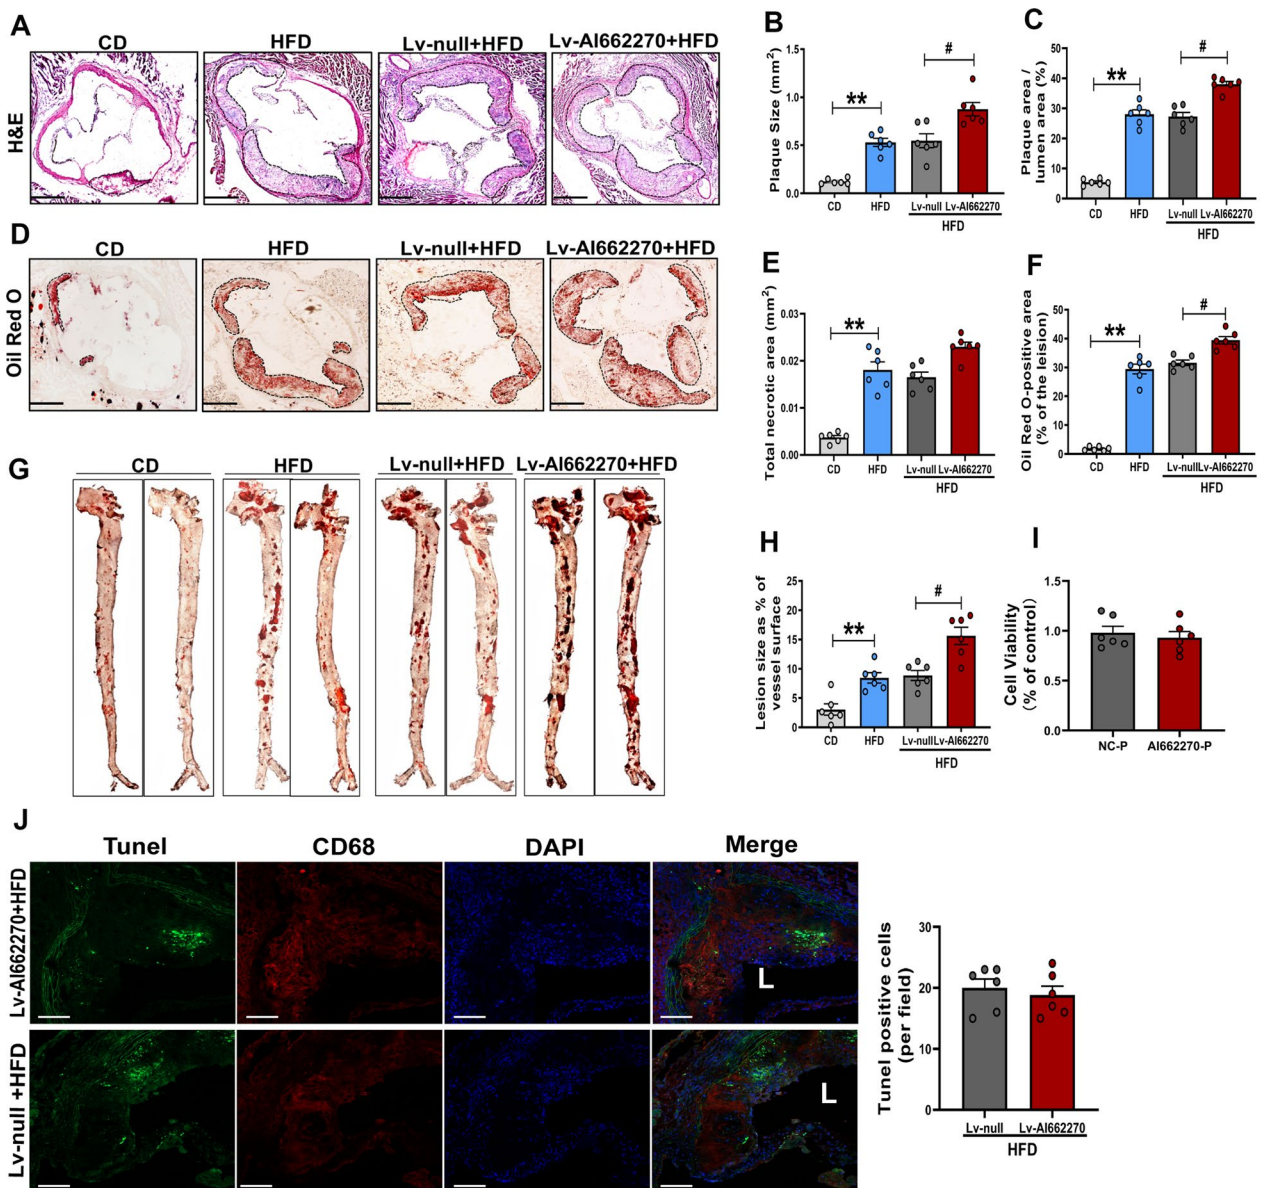 A
CD
HFD
Lv-null+HFD
Lv-AI662270+HFD
H&E
B
Plaque Size (mm²)
1.5
1.0
0.5
0.0
**
#
CD
HFD
Lv-null
Lv-AI662270
HFD
C
Plaque area /
lumen area (%)
50
40
30
20
10
0
**
#
CD
HFD
Lv-null
Lv-AI662270
HFD
D
CD
HFD
Lv-null+HFD
Lv-AI662270+HFD
Oil Red O
E
Total necrotic area (mm²)
0.03
0.02
0.01
0.00
**
CD
HFD
Lv-null
Lv-AI662270
HFD
F
Oil Red O-positive area
(% of the leision)
50
40
30
20
10
0
**
#
CD
HFD
Lv-null
Lv-AI662270
HFD
G
CD
HFD
Lv-null+HFD
Lv-AI662270+HFD
H
Lesion size as % of
vessel surface
25
20
15
10
5
0
**
#
CD
HFD
Lv-null
Lv-AI662270
HFD
I
Cell Viability
(% of control)
1.5
1.0
0.5
0.0
NC-P
AI662270-P
J
Tunel
CD68
DAPI
Merge
Lv-AI662270+HFD
L
Lv-null +HFD
L
Tunel positive cells
(per field)
30
20
10
0
Lv-null
Lv-AI662270
HFD